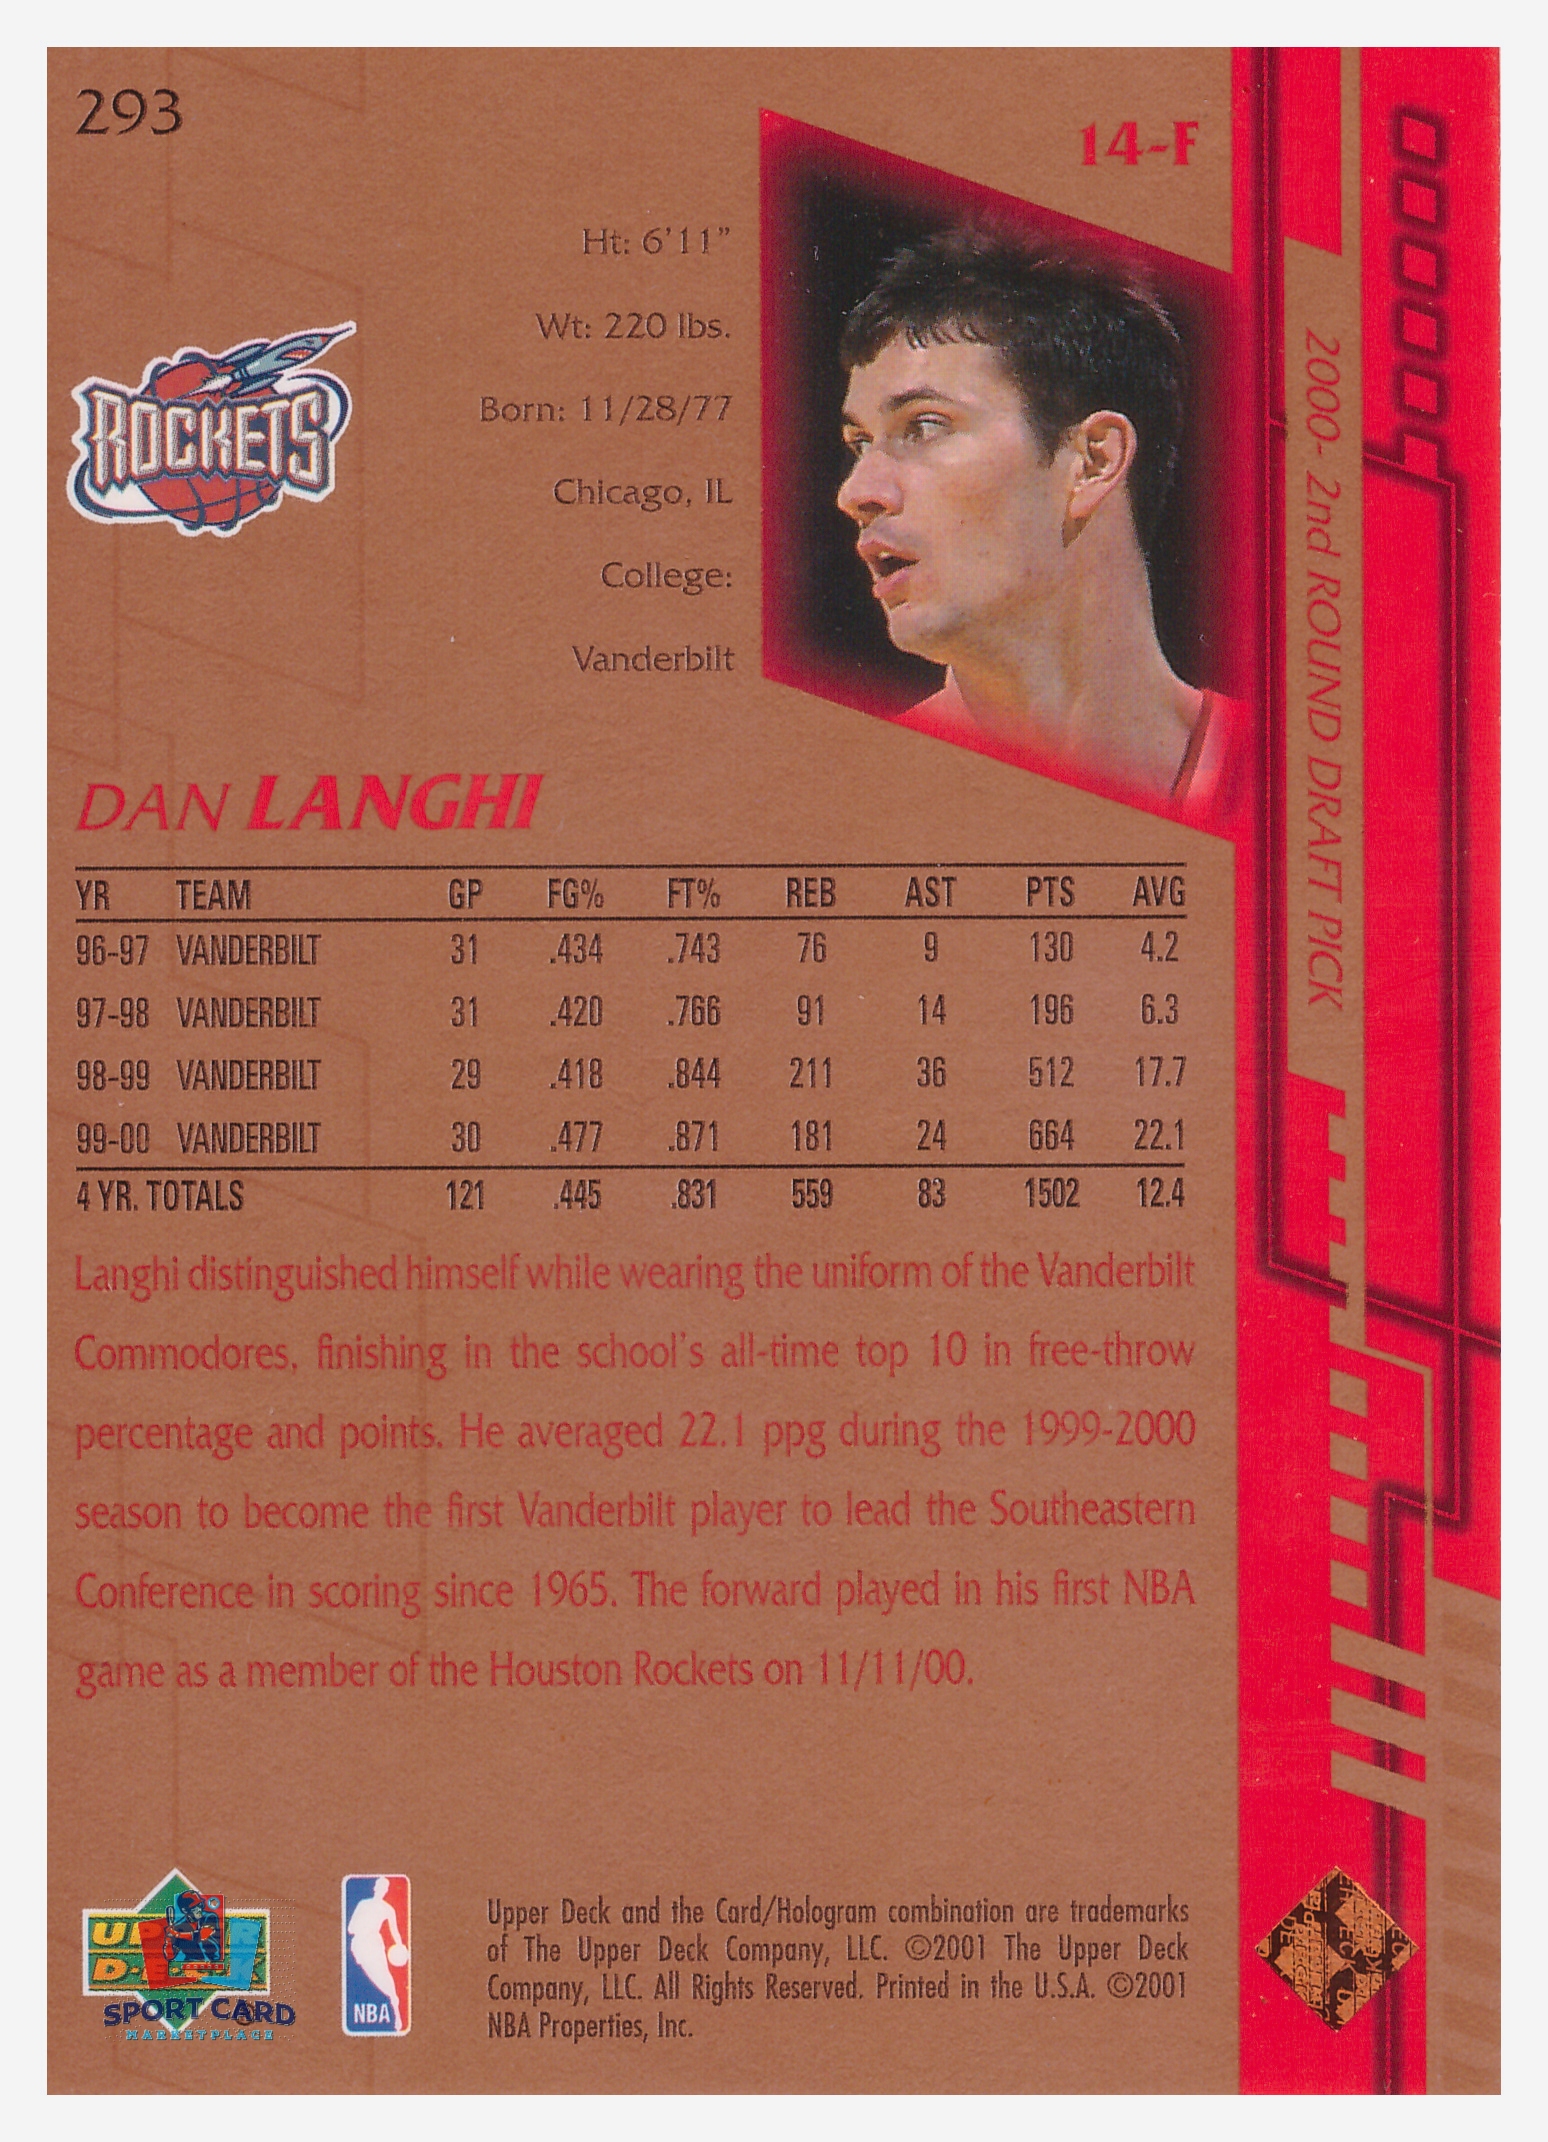 293
14-F
Ht: 6'11"
Wt: 220 lbs.
Born: 11/28/77
Chicago, IL
College:
Vanderbilt
ROCKETS
2000- 2nd ROUND DRAFT PICK
DAN LANGHI
YR TEAM GP FG% FT% REB AST PTS AVG
96-97 VANDERBILT 31 .434 .743 76 9 130 4.2
97-98 VANDERBILT 31 .420 .766 91 14 196 6.3
98-99 VANDERBILT 29 .418 .844 211 36 512 17.7
99-00 VANDERBILT 30 .477 .871 181 24 664 22.1
4 YR. TOTALS 121 .445 .831 559 83 1502 12.4
Langhi distinguished himself while wearing the uniform of the Vanderbilt
Commodores, finishing in the school's all-time top 10 in free-throw
percentage and points. He averaged 22.1 ppg during the 1999-2000
season to become the first Vanderbilt player to lead the Southeastern
Conference in scoring since 1965. The forward played in his first NBA
game as a member of the Houston Rockets on 11/11/00.
SPORT CARD
MARKETPLACE
NBA
Upper Deck and the Card/Hologram combination are trademarks
of The Upper Deck Company, LLC. ©2001 The Upper Deck
Company, LLC. All Rights Reserved. Printed in the U.S.A. ©2001
NBA Properties, Inc.